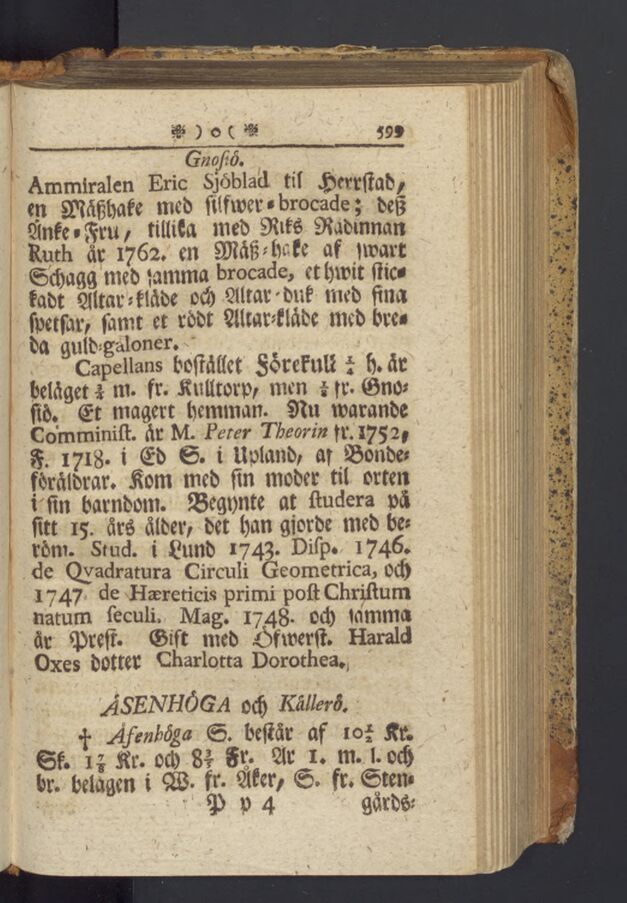 ) o ( 599
Gnosiö.
Ammiralen Eric Sjöblad til Herrstad,
en Mäßhake med silfwer-brocade; deß
Änke-Fru, tillika med Riks Rådinnan
Ruth år 1762. en Mäß-hake af swart
Schagg med samma brocade, et hwit stic-
kadt Altar-kläde och Altar-duk med fina
spetsar, samt et rödt Altar-kläde med bre-
da guld-galoner.
Capellans bostället Förekull ¼ h. är
beläget ¾ m. fr. Kulltorp, men fr. Gno-
siö. Et magert hemman. Nu warande
Comminist. är M. Peter Theorin fr. 1752,
F. 1718. i Ed S. i Upland, af Bonde-
föräldrar. Kom med sin moder til orten
i sin barndom. Begynte at studera på
sitt 15. års ålder, det han gjorde med be-
röm. Stud. i Lund 1743. Disp. 1746.
de Qvadratura Circuli Geometrica, och
1747 de Hæreticis primi post Christum
natum seculi. Mag. 1748. och samma
år Prest. Gift med Öfwerst. Harald
Oxes dotter Charlotta Dorothea.
ÅSENHÖGA och Källerö.
† Åsenhöga S. består af 10½ Kr.
Sk. 1⅞ Kr. och 8½ Fr. Är 1. m. l. och
br. belägen i W. fr. Åker, S. fr. Sten-
P p 4 gårds-